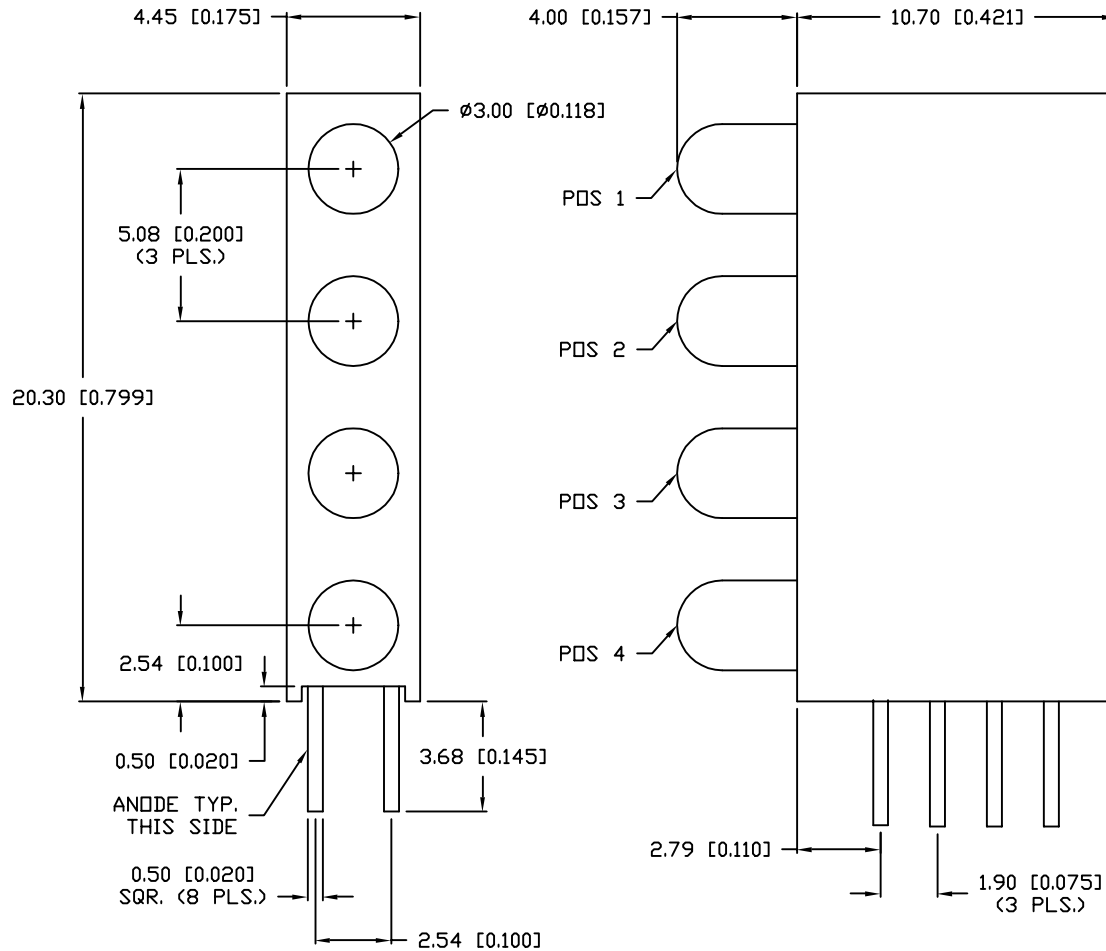 4.45 [0.175]
4.00 [0.157]
10.70 [0.421]
ø3.00 [ø0.118]
POS 1
5.08 [0.200]
(3 PLS.)
POS 2
20.30 [0.799]
POS 3
POS 4
2.54 [0.100]
0.50 [0.020]
3.68 [0.145]
ANODE TYP.
THIS SIDE
2.79 [0.110]
0.50 [0.020]
SQR. (8 PLS.)
1.90 [0.075]
(3 PLS.)
2.54 [0.100]